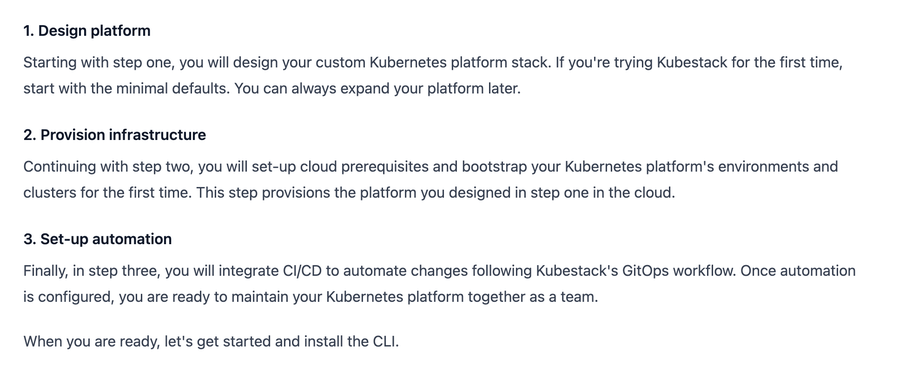 1. Design platform
Starting with step one, you will design your custom Kubernetes platform stack. If you're trying Kubestack for the first time,
start with the minimal defaults. You can always expand your platform later.
2. Provision infrastructure
Continuing with step two, you will set-up cloud prerequisites and bootstrap your Kubernetes platform's environments and
clusters for the first time. This step provisions the platform you designed in step one in the cloud.
3. Set-up automation
Finally, in step three, you will integrate CI/CD to automate changes following Kubestack's GitOps workflow. Once automation
is configured, you are ready to maintain your Kubernetes platform together as a team.
When you are ready, let's get started and install the CLI.